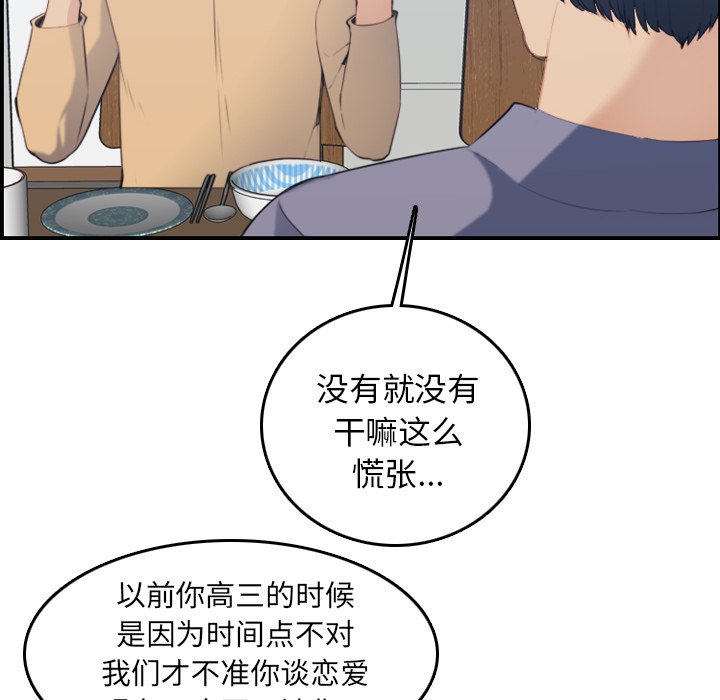 没有就没有
干嘛这么
慌张...
以前你高三的时候
是因为时间点不对
我们才不准你谈恋爱